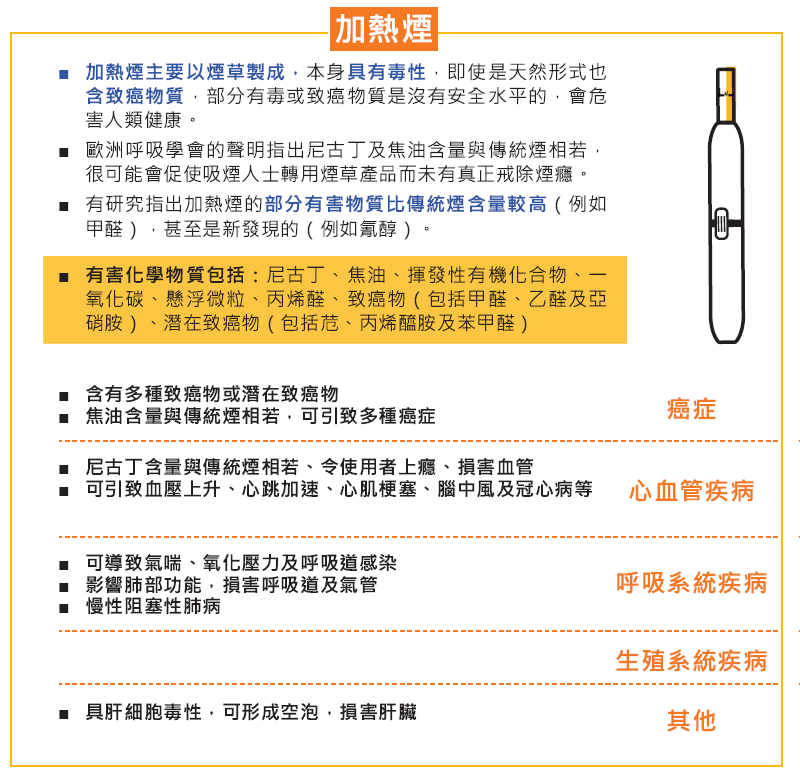 加熱煙
■ 加熱煙主要以煙草製成，本身具有毒性，即使是天然形式也
含致癌物質，部分有毒或致癌物質是沒有安全水平的，會危
害人類健康。
■ 歐洲呼吸學會的聲明指出尼古丁及焦油含量與傳統煙相若，
很可能會促使吸煙人士轉用煙草產品而未有真正戒除煙癮。
■ 有研究指出加熱煙的部分有害物質比傳統煙含量較高（例如
甲醛），甚至是新發現的（例如氰醇）。
■ 有害化學物質包括：尼古丁、焦油、揮發性有機化合物、一
氧化碳、懸浮微粒、丙烯醛、致癌物（包括甲醛、乙醛及亞
硝胺）、潛在致癌物（包括苊、丙烯醯胺及苯甲醛）
■ 含有多種致癌物或潛在致癌物
■ 焦油含量與傳統煙相若，可引致多種癌症
癌症
■ 尼古丁含量與傳統煙相若、令使用者上癮、損害血管
■ 可引致血壓上升、心跳加速、心肌梗塞、腦中風及冠心病等
心血管疾病
■ 可導致氣喘、氧化壓力及呼吸道感染
■ 影響肺部功能，損害呼吸道及氣管
■ 慢性阻塞性肺病
呼吸系統疾病
生殖系統疾病
■ 具肝細胞毒性，可形成空泡，損害肝臟
其他